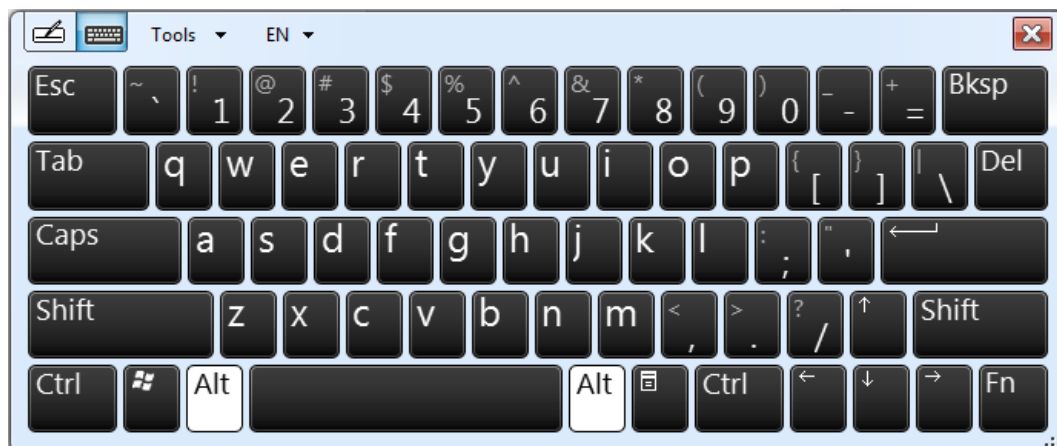 Tools EN
Esc ~ ` ! 1 @ 2 # 3 $ 4 % 5 ^ 6 & 7 * 8 ( 9 ) 0 _ - + = Bksp
Tab q w e r t y u i o p { [ } ] | \ Del
Caps a s d f g h j k l : ; " '
Shift z x c v b n m < , > . ? / ↑ Shift
Ctrl Alt Alt Ctrl ← ↓ → Fn